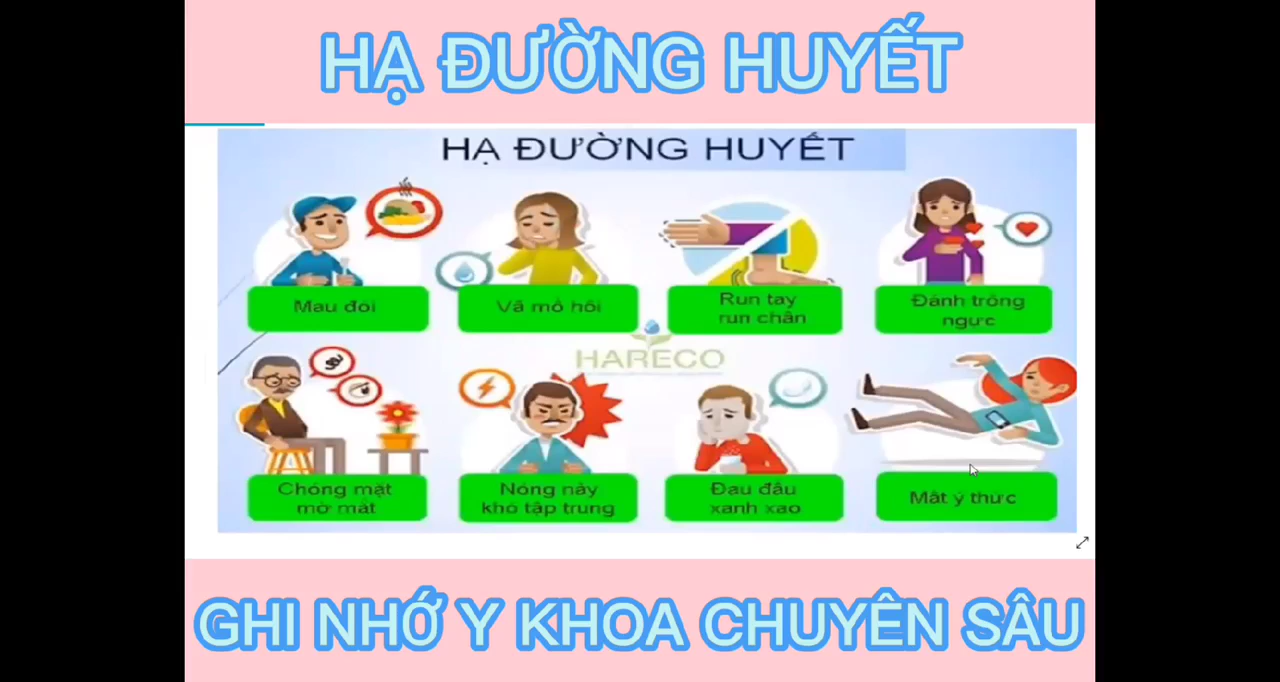 HẠ ĐƯỜNG HUYẾT
HẠ ĐƯỜNG HUYẾT
Mau đói
Vã mồ hôi
Run tay
run chân
Đánh trống
ngực
HARECO
Chóng mặt
mờ mắt
Nóng nảy
khó tập trung
Đau đầu
xanh xao
Mất ý thức
GHI NHỚ Y KHOA CHUYÊN SÂU